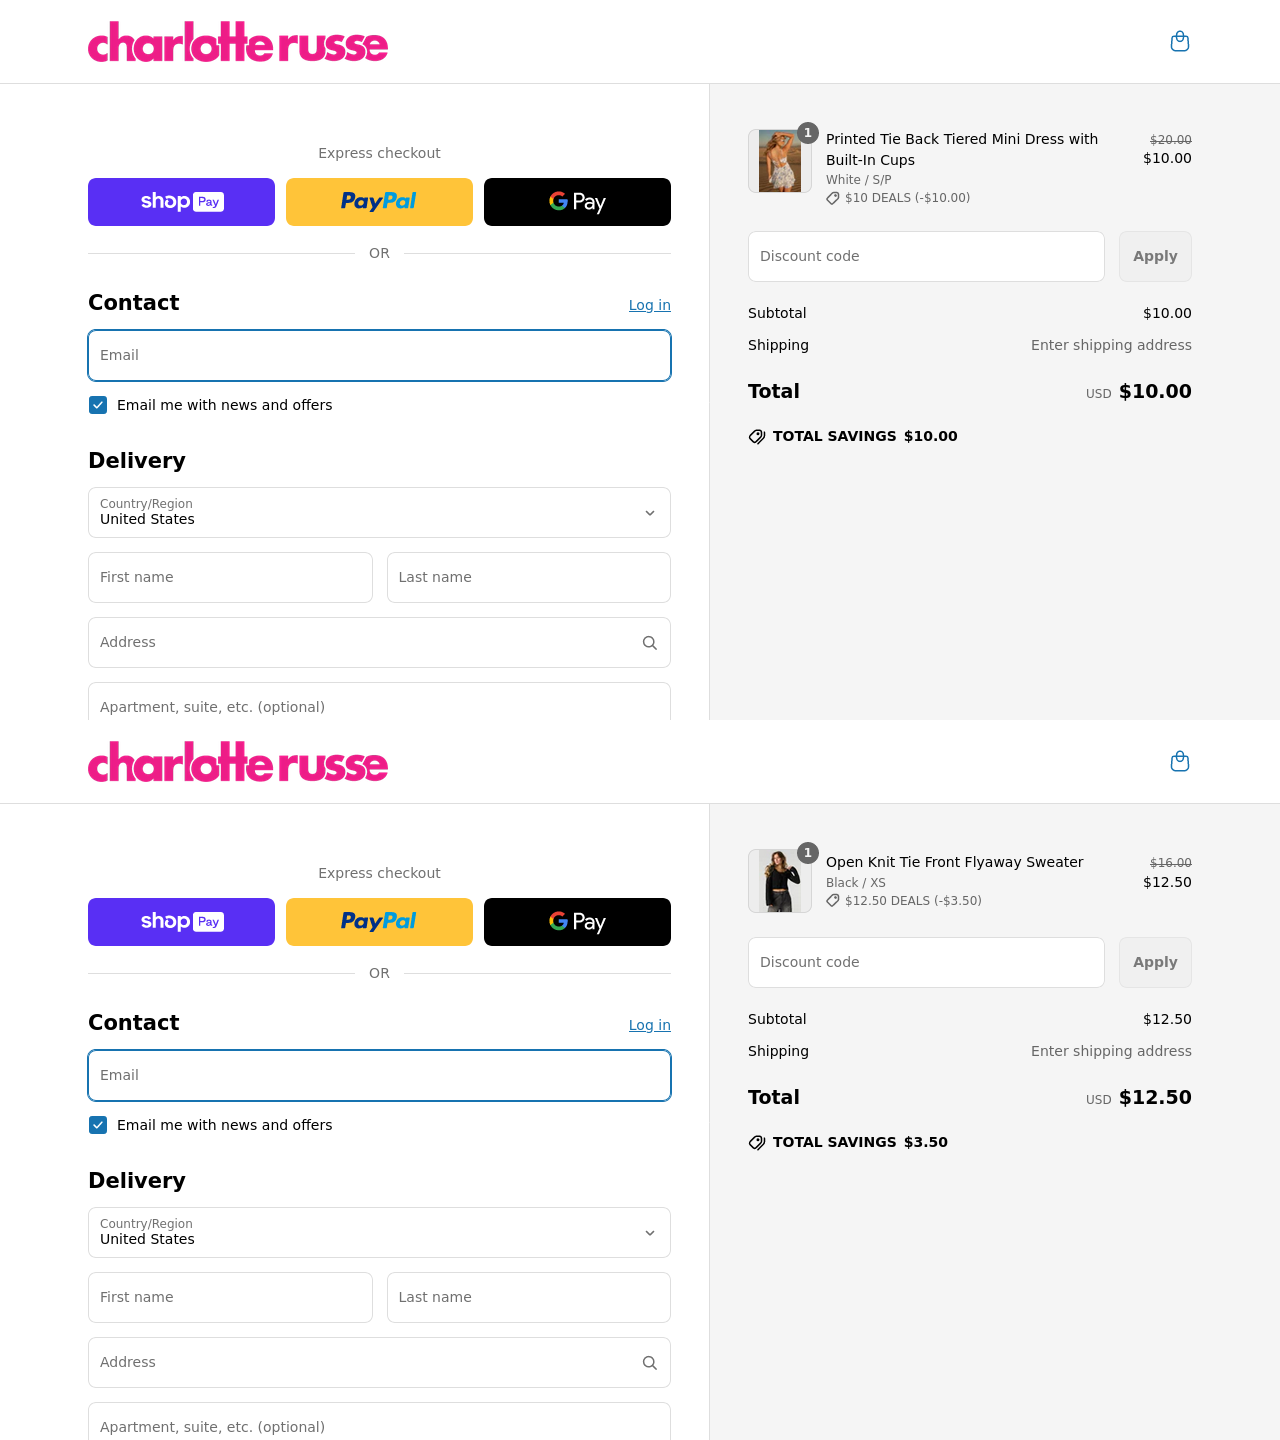 charlotte russe
Express checkout
shop Pay
PayPal
G Pay
OR
Contact
Log in
Email
Email me with news and offers
Delivery
Country/Region
United States
First name
Last name
Address
Apartment, suite, etc. (optional)
1
Printed Tie Back Tiered Mini Dress with
Built-In Cups
White / S/P
$10 DEALS (-$10.00)
$20.00
$10.00
Discount code
Apply
Subtotal
$10.00
Shipping
Enter shipping address
Total
USD $10.00
TOTAL SAVINGS $10.00
charlotte russe
Express checkout
shop Pay
PayPal
G Pay
OR
Contact
Log in
Email
Email me with news and offers
Delivery
Country/Region
United States
First name
Last name
Address
Apartment, suite, etc. (optional)
1
Open Knit Tie Front Flyaway Sweater
Black / XS
$12.50 DEALS (-$3.50)
$16.00
$12.50
Discount code
Apply
Subtotal
$12.50
Shipping
Enter shipping address
Total
USD $12.50
TOTAL SAVINGS $3.50